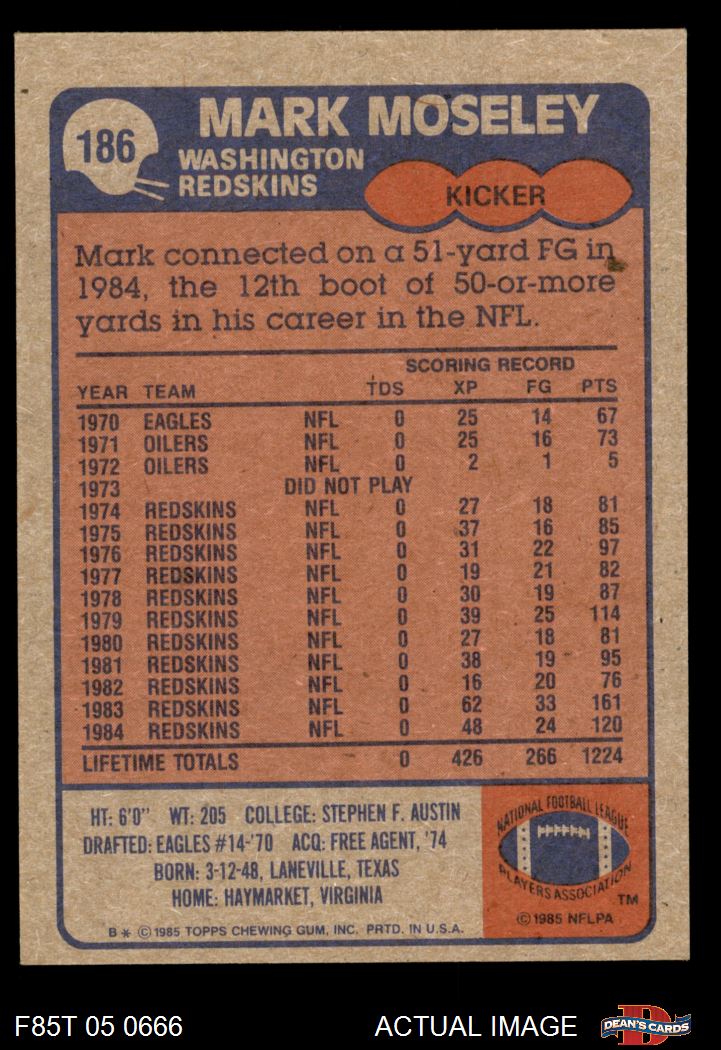 186
MARK MOSELEY
WASHINGTON
REDSKINS
KICKER
Mark connected on a 51-yard FG in
1984, the 12th boot of 50-or-more
yards in his career in the NFL.
SCORING RECORD
YEAR TEAM TDS XP FG PTS
1970 EAGLES NFL 0 25 14 67
1971 OILERS NFL 0 25 16 73
1972 OILERS NFL 0 2 1 5
1973 DID NOT PLAY
1974 REDSKINS NFL 0 27 18 81
1975 REDSKINS NFL 0 37 16 85
1976 REDSKINS NFL 0 31 22 97
1977 REDSKINS NFL 0 19 21 82
1978 REDSKINS NFL 0 30 19 87
1979 REDSKINS NFL 0 39 25 114
1980 REDSKINS NFL 0 27 18 81
1981 REDSKINS NFL 0 38 19 95
1982 REDSKINS NFL 0 16 20 76
1983 REDSKINS NFL 0 62 33 161
1984 REDSKINS NFL 0 48 24 120
LIFETIME TOTALS 0 426 266 1224
HT: 6'0" WT: 205 COLLEGE: STEPHEN F. AUSTIN
DRAFTED: EAGLES #14-'70 ACQ: FREE AGENT, '74
BORN: 3-12-48, LANEVILLE, TEXAS
HOME: HAYMARKET, VIRGINIA
B* © 1985 TOPPS CHEWING GUM, INC. PRTD. IN U.S.A.
NATIONAL FOOTBALL LEAGUE
PLAYERS ASSOCIATION
TM
© 1985 NFLPA
F85T 05 0666
ACTUAL IMAGE
D
DEAN'S CARDS